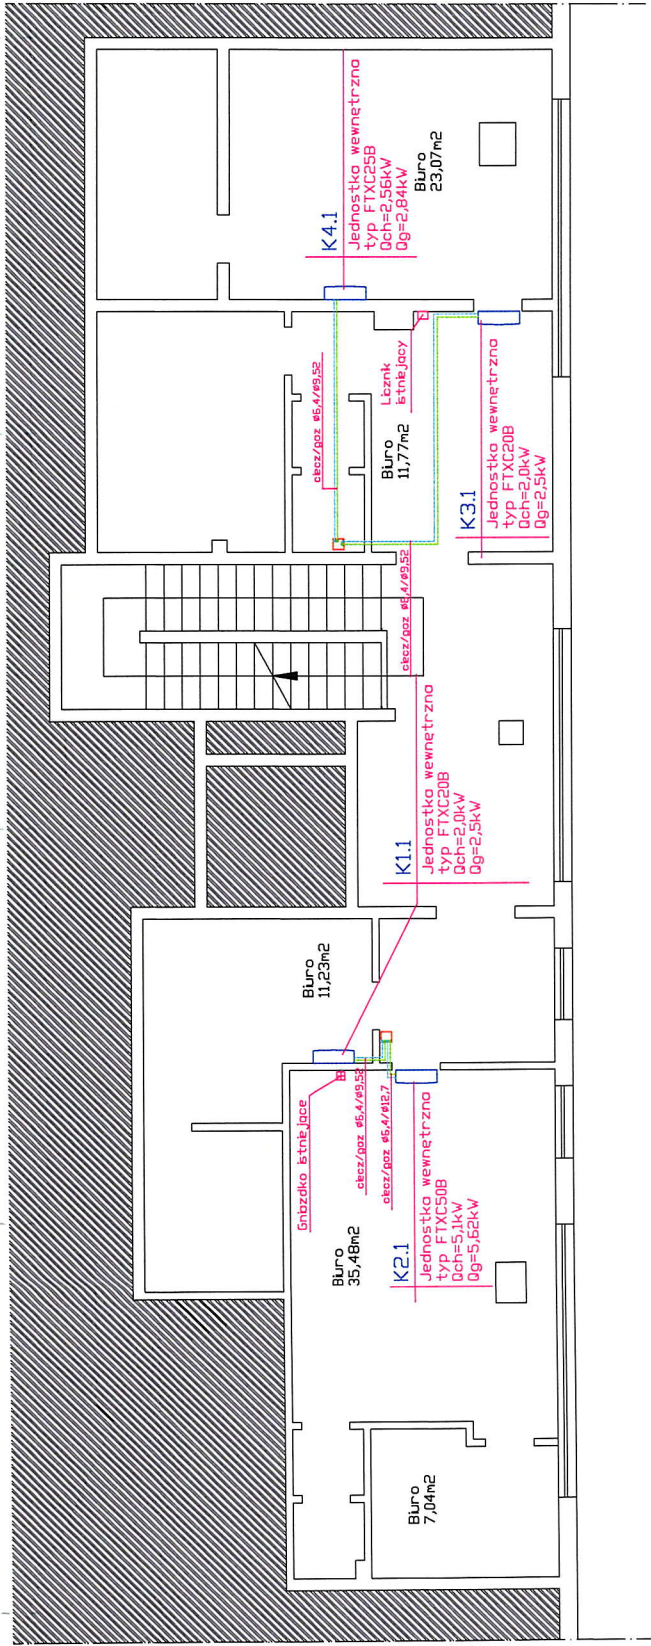 Biuro
7,04m2
Biuro
35,48m2
K2.1
Jednostka wewnętrzna
typ FTXC50B
Qch=5,1kW
Qg=5,62kW
Gniazdko istniejące
ciecz/gaz ø6,4/ø9,52
ciecz/gaz ø6,4/ø12,7
Biuro
11,23m2
K1.1
Jednostka wewnętrzna
typ FTXC20B
Qch=2,0kW
Qg=2,5kW
ciecz/gaz ø6,4/ø9,52
ciecz/gaz ø6,4/ø9,52
Biuro
11,77m2
Licznik
istniejący
K3.1
Jednostka wewnętrzna
typ FTXC20B
Qch=2,0kW
Qg=2,5kW
K4.1
Jednostka wewnętrzna
typ FTXC25B
Qch=2,56kW
Qg=2,84kW
Biuro
23,07m2